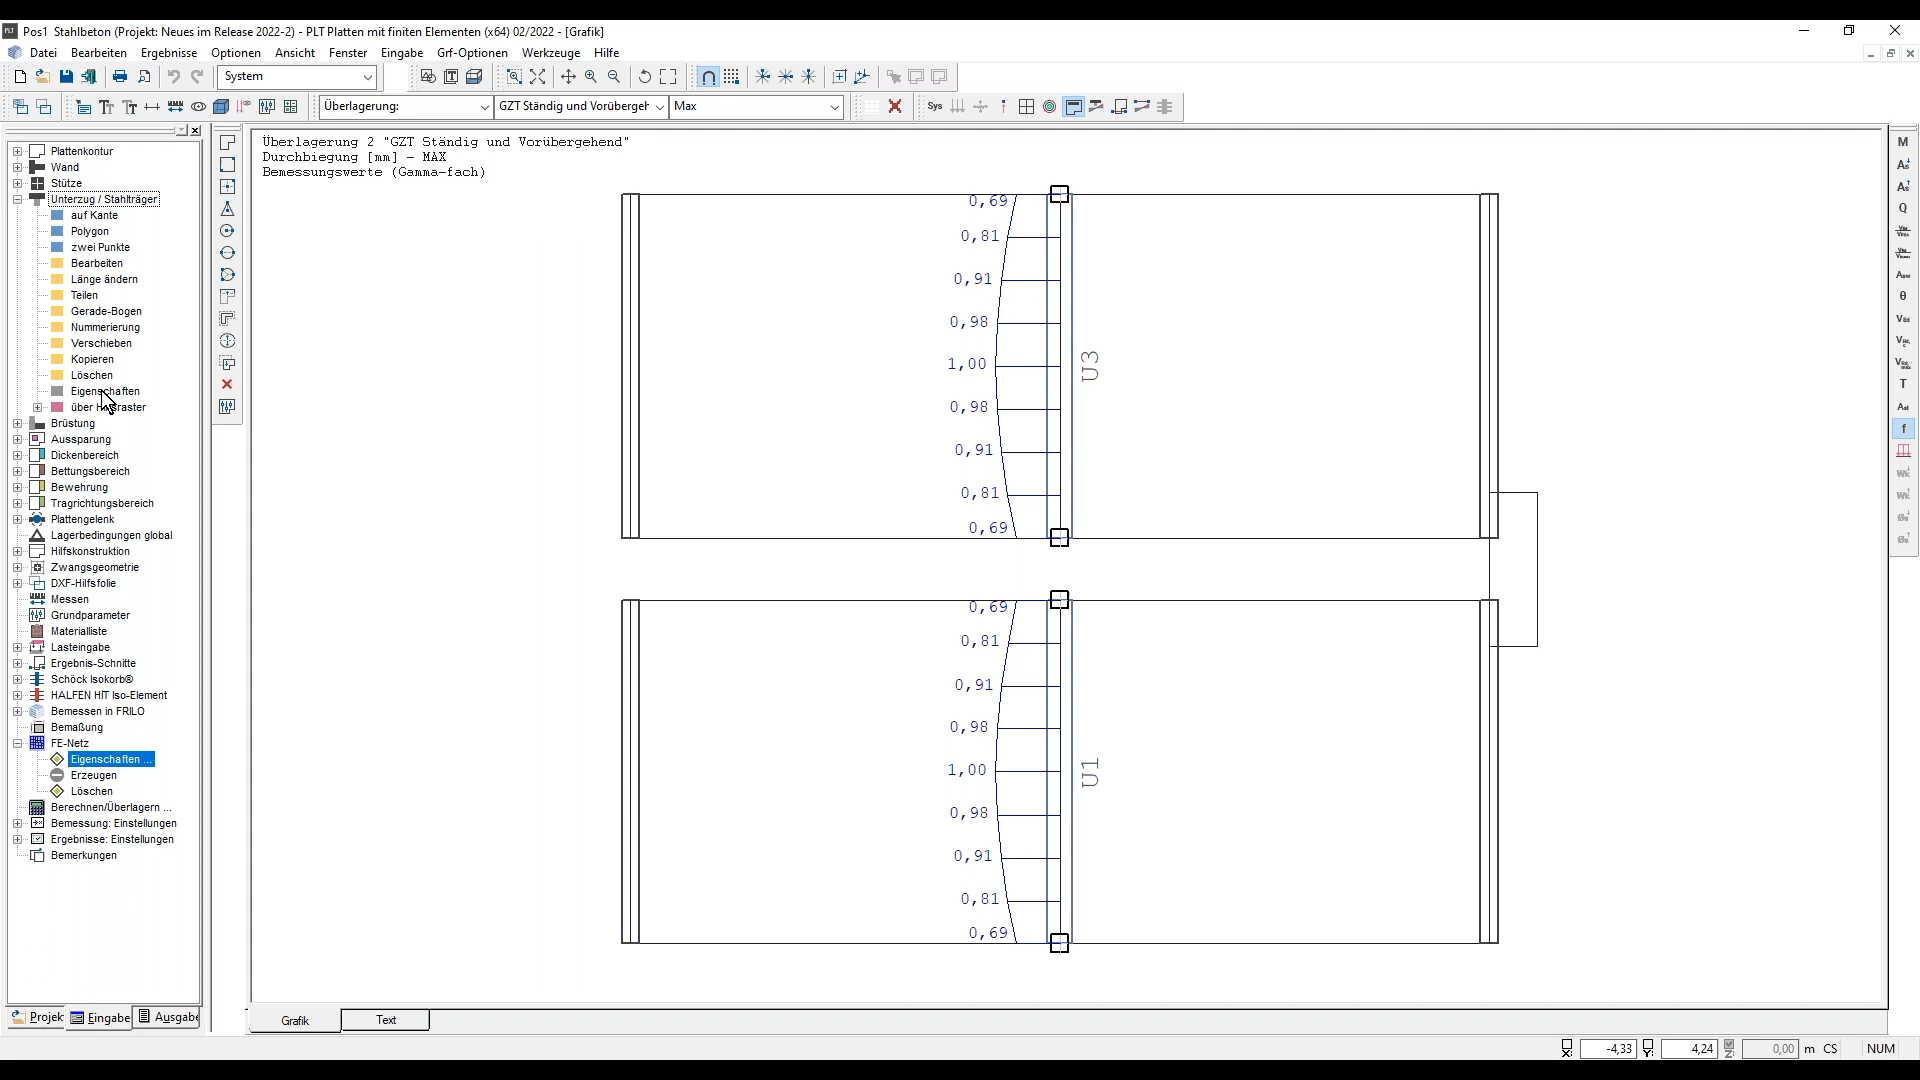 PLT Pos1 Stahlbeton (Projekt: Neues im Release 2022-2) - PLT Platten mit finiten Elementen (x64) 02/2022 - [Grafik]
Datei Bearbeiten Ergebnisse Optionen Ansicht Fenster Eingabe Grf-Optionen Werkzeuge Hilfe
System
Überlagerung: GZT Ständig und Vorübergeh Max Sys
Plattenkontur
Wand
Stütze
Unterzug / Stahlträger
auf Kante
Polygon
zwei Punkte
Bearbeiten
Länge ändern
Teilen
Gerade-Bogen
Nummerierung
Verschieben
Kopieren
Löschen
Eigenschaften
über
Brüstung
Aussparung
Dickenbereich
Bettungsbereich
Bewehrung
Tragrichtungsbereich
Plattengelenk
Lagerbedingungen global
Hilfskonstruktion
Zwangsgeometrie
DXF-Hilfsfolie
Messen
Grundparameter
Materialliste
Lasteingabe
Ergebnis-Schnitte
Schöck Isokorb®
HALFEN HIT Iso-Element
Bemessen in FRILO
Bemaßung
FE-Netz
Eigenschaften ...
Erzeugen
Löschen
Berechnen/Überlagern ...
Bemessung: Einstellungen
Ergebnisse: Einstellungen
Bemerkungen
Projek Eingabe Ausgabe
Überlagerung 2 "GZT Ständig und Vorübergehend"
Durchbiegung [mm] - MAX
Bemessungswerte (Gamma-fach)
0,69
0,81
0,91
0,98
1,00
0,98
0,91
0,81
0,69
U3
0,69
0,81
0,91
0,98
1,00
0,98
0,91
0,81
0,69
U1
M
As
As
Q
Asw
θ
VEd
T
Asl
f
Wk
Wk
Grafik Text
X: -4,33 Y: 4,24 Z: 0,00 m CS NUM